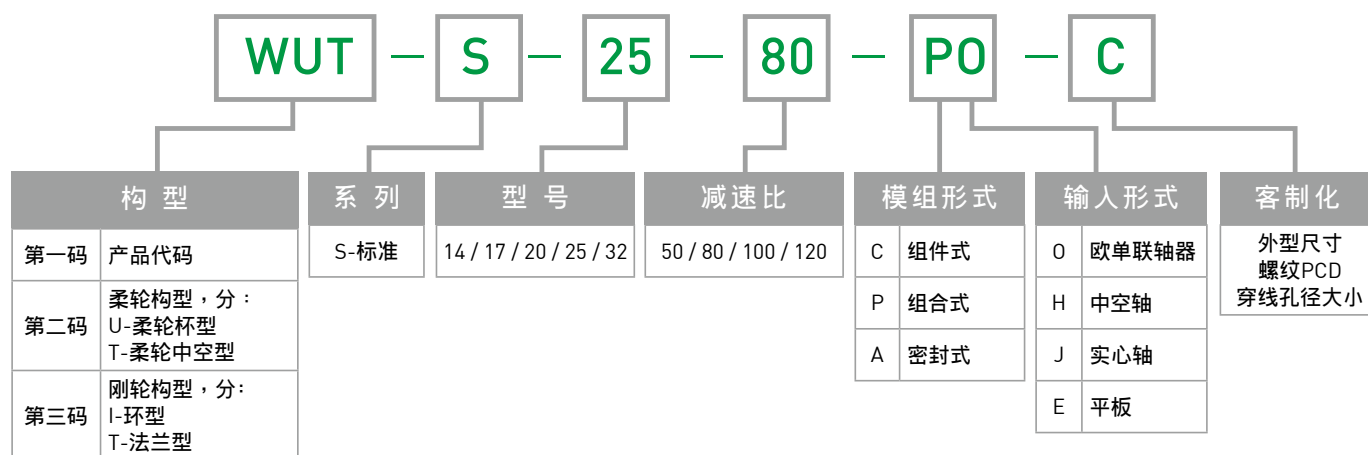 WUT – S – 25 – 80 – PO – C
构型
第一码 产品代码
第二码 柔轮构型，分：
U-柔轮杯型
T-柔轮中空型
第三码 刚轮构型，分：
I-环型
T-法兰型
系列
S-标准
型号
14 / 17 / 20 / 25 / 32
减速比
50 / 80 / 100 / 120
模组形式
C 组件式
P 组合式
A 密封式
输入形式
O 欧单联轴器
H 中空轴
J 实心轴
E 平板
客制化
外型尺寸
螺纹PCD
穿线孔径大小